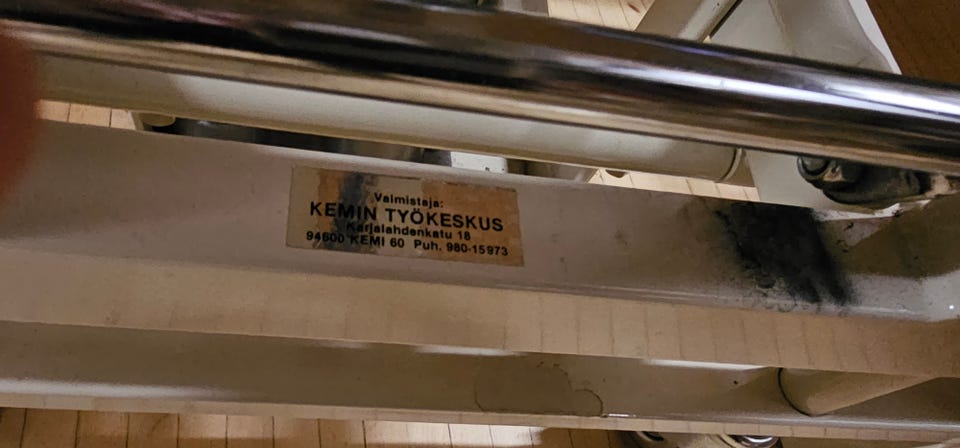 Valmistaja:
KEMIN TYÖKESKUS
Karjalahdenkatu 18
94600 KEMI 60 Puh. 980-15973